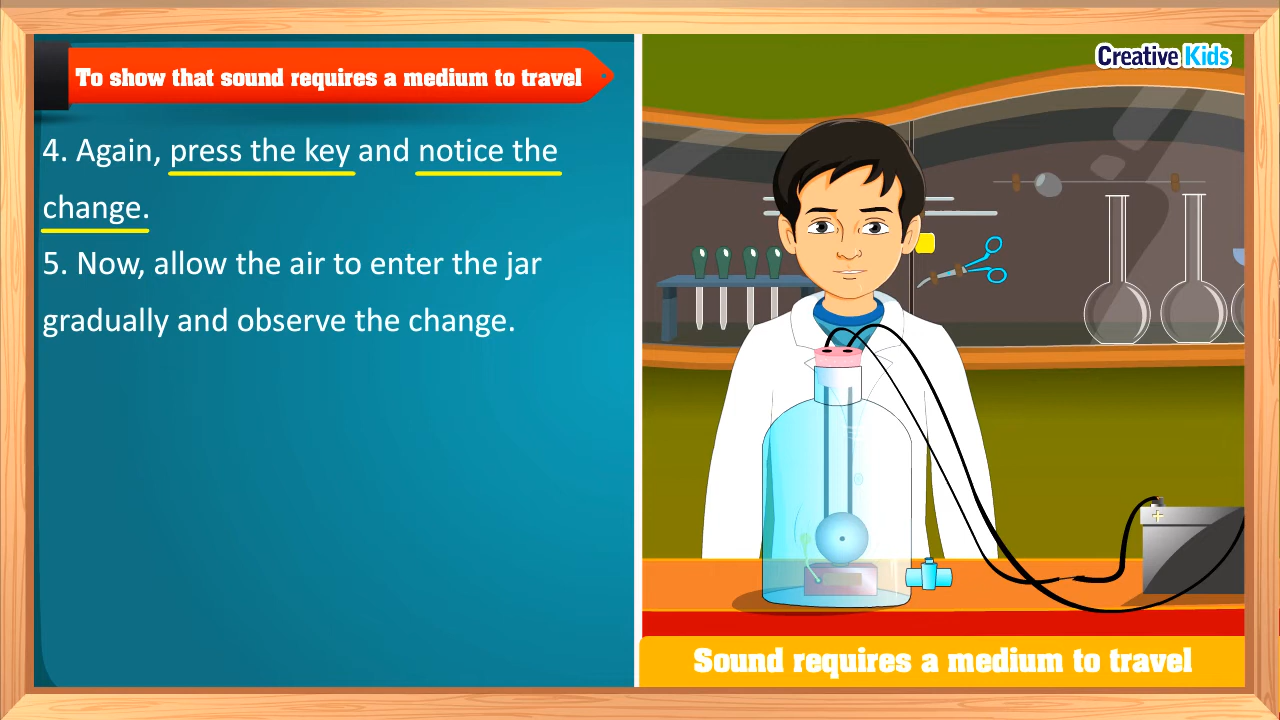 To show that sound requires a medium to travel
Creative Kids
4. Again, press the key and notice the
change.
5. Now, allow the air to enter the jar
gradually and observe the change.
+
Sound requires a medium to travel